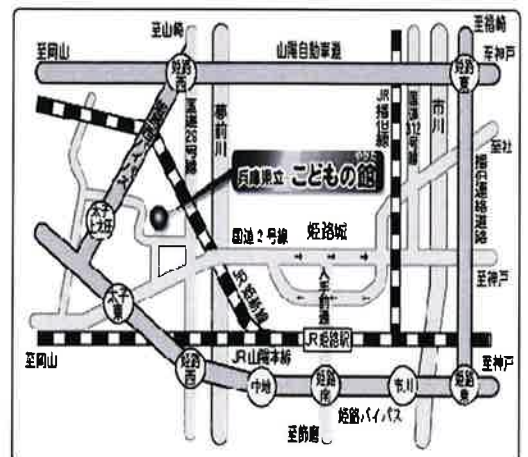 至山崎
至福崎
至岡山
山陽自動車道
至神戸
姫路西
姫路東
国道29号線
夢前川
JR播但線
国道312号線
市川
至社
播但連絡道路
兵庫県立 こどもの館
太子上太田
国道2号線
姫路城
大手前通
至神戸
JR姫新線
太子東
JR姫路駅
至岡山
JR山陽本線
至神戸
姫路西
中地
姫路南
市川
姫路東
姫路バイパス
至飾磨